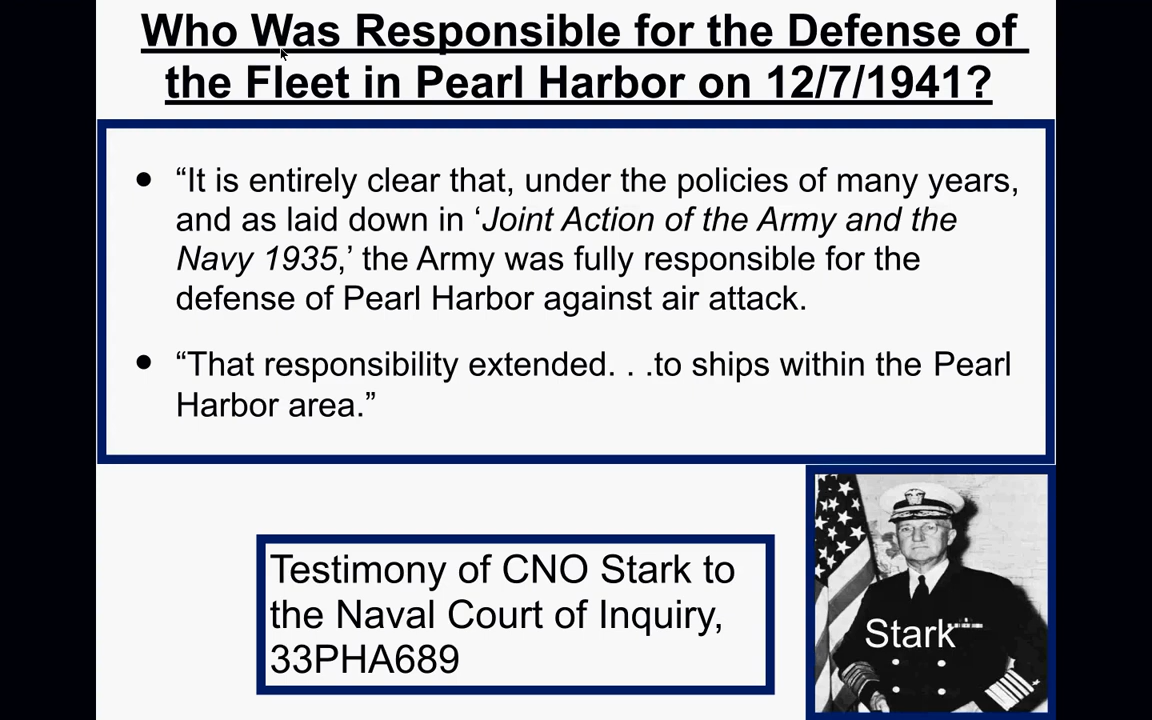 Who Was Responsible for the Defense of
the Fleet in Pearl Harbor on 12/7/1941?
● “It is entirely clear that, under the policies of many years,
and as laid down in ‘Joint Action of the Army and the
Navy 1935,’ the Army was fully responsible for the
defense of Pearl Harbor against air attack.
● “That responsibility extended. . .to ships within the Pearl
Harbor area.”
Testimony of CNO Stark to
the Naval Court of Inquiry,
33PHA689
Stark